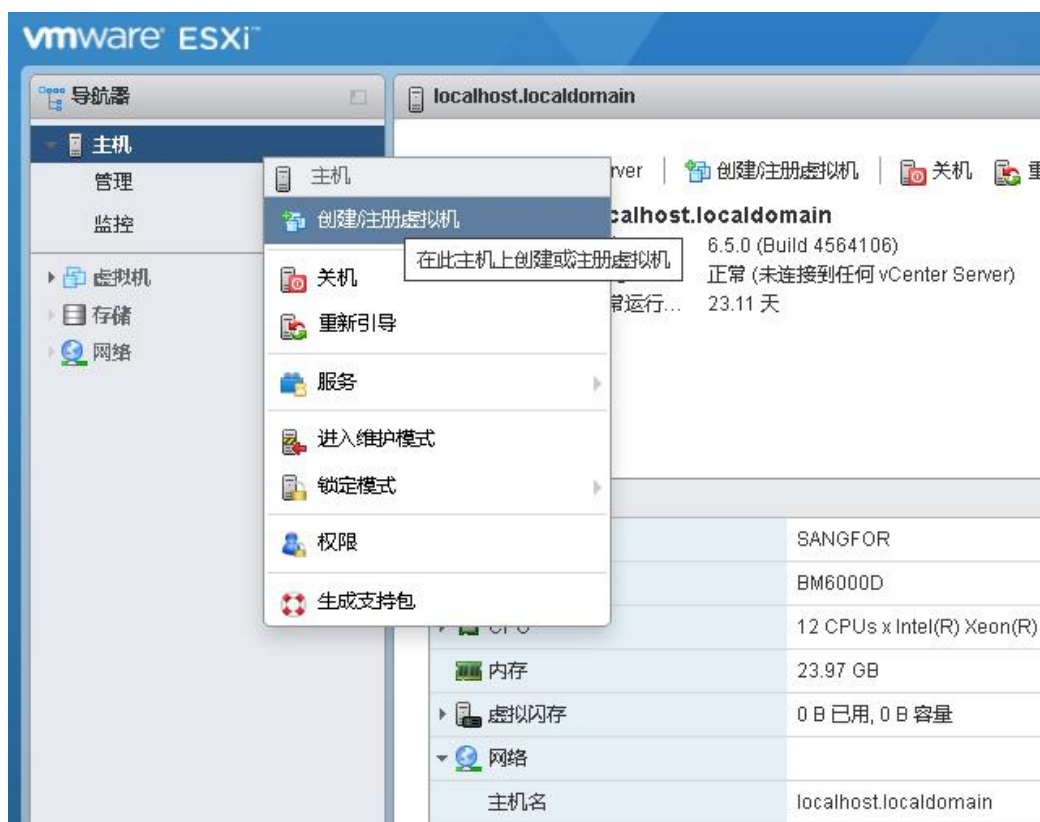 vmware ESXi™
导航器
localhost.localdomain
主机
管理
监控
虚拟机
存储
网络
主机
创建/注册虚拟机
在此主机上创建或注册虚拟机
关机
重新引导
服务
进入维护模式
锁定模式
权限
生成支持包
rver | 创建/注册虚拟机 | 关机
calhost.localdomain
6.5.0 (Build 4564106)
正常 (未连接到任何 vCenter Server)
常运行... 23.11 天
SANGFOR
BM6000D
CPU 12 CPUs x Intel(R) Xeon(R)
内存 23.97 GB
虚拟闪存 0 B 已用, 0 B 容量
网络
主机名 localhost.localdomain